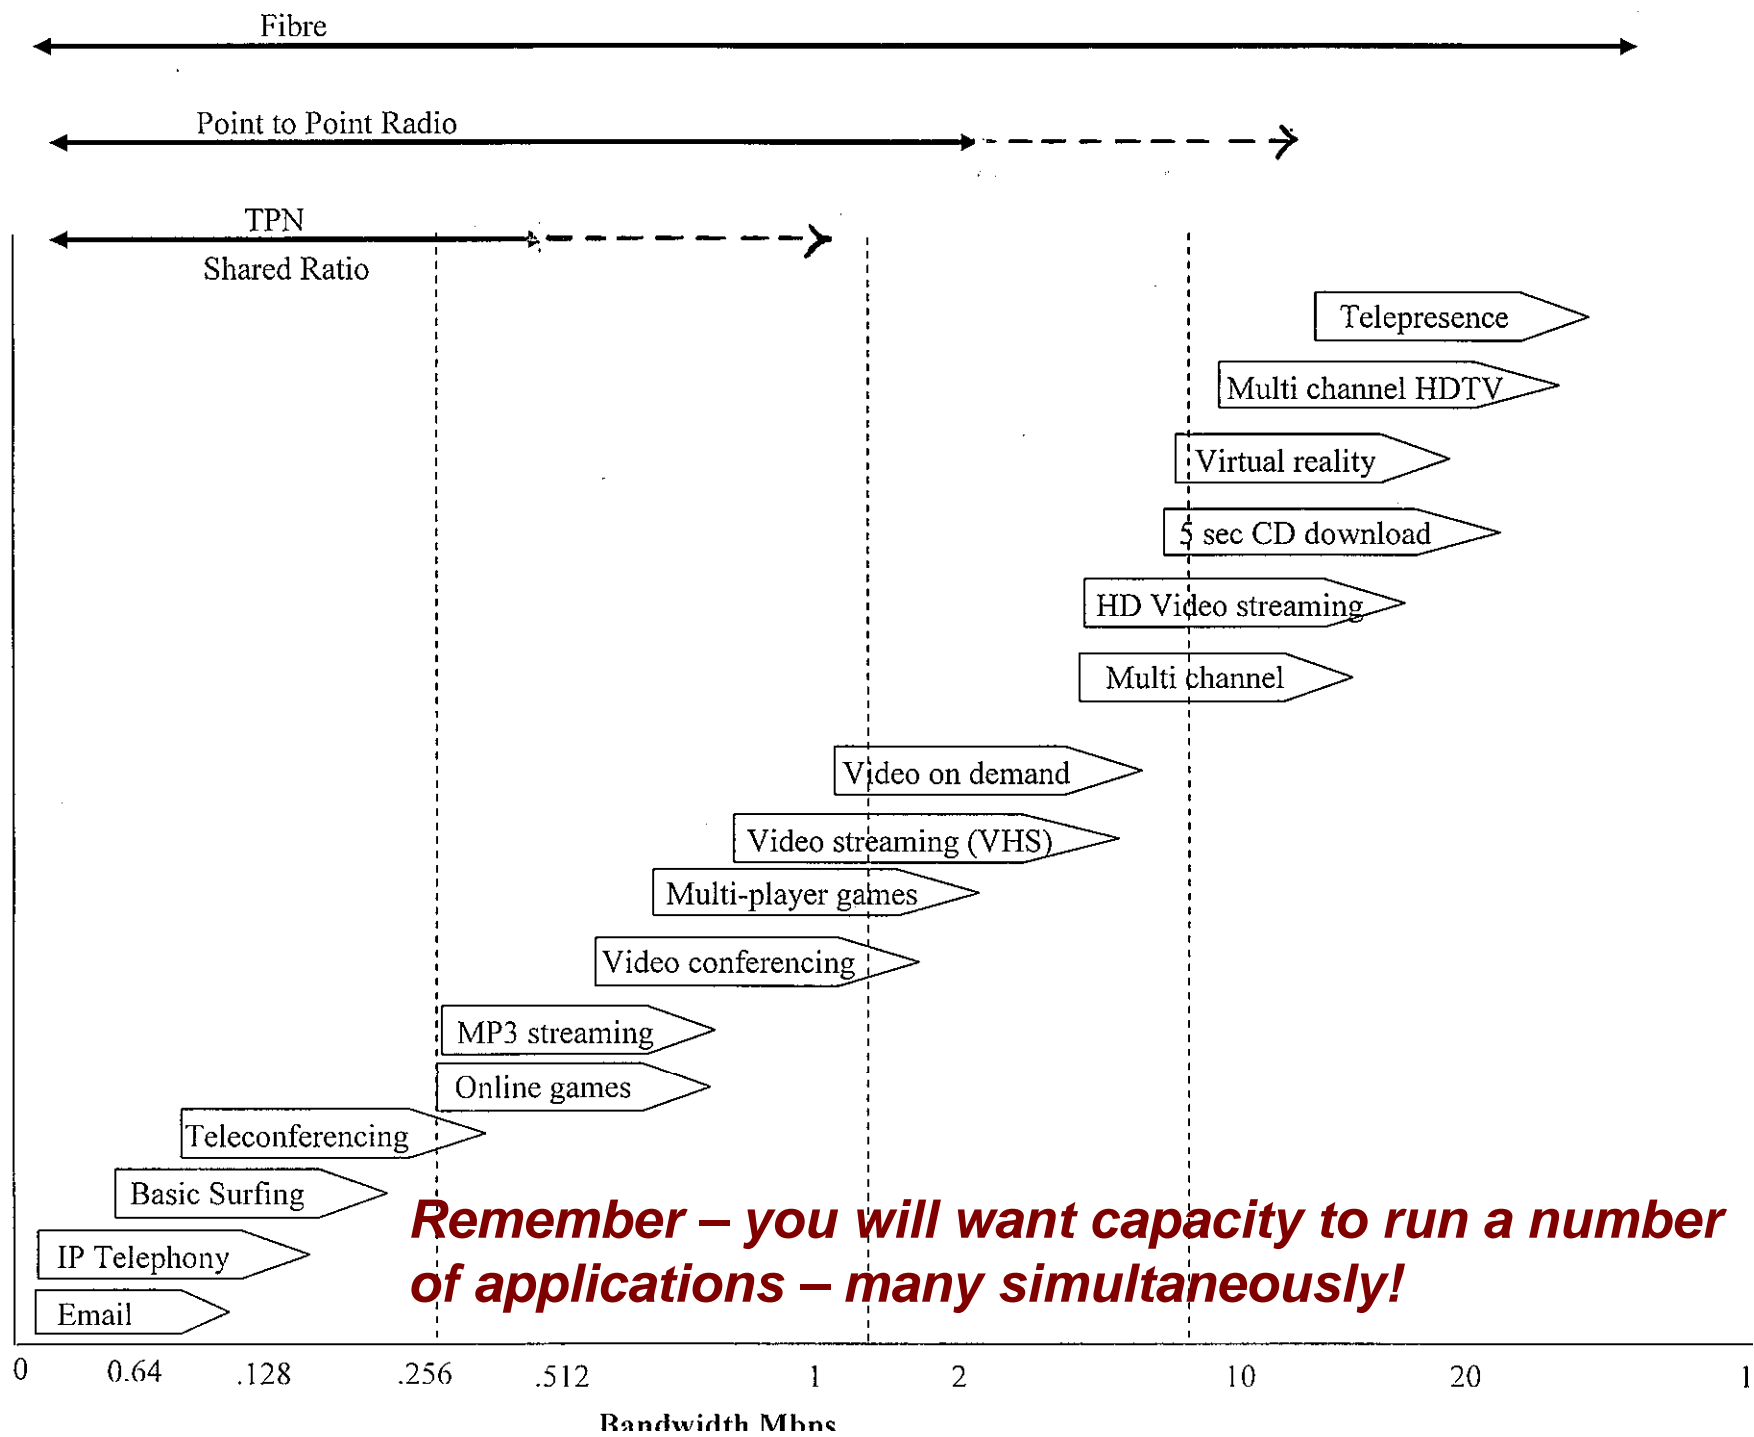 Fibre
Point to Point Radio
TPN
Shared Ratio
Telepresence
Multi channel HDTV
Virtual reality
5 sec CD download
HD Video streaming
Multi channel
Video on demand
Video streaming (VHS)
Multi-player games
Video conferencing
MP3 streaming
Online games
Teleconferencing
Basic Surfing
Remember – you will want capacity to run a number
of applications – many simultaneously!
IP Telephony
Email
0 0.64 .128 .256 .512 1 2 10 20 1
Bandwidth Mbps